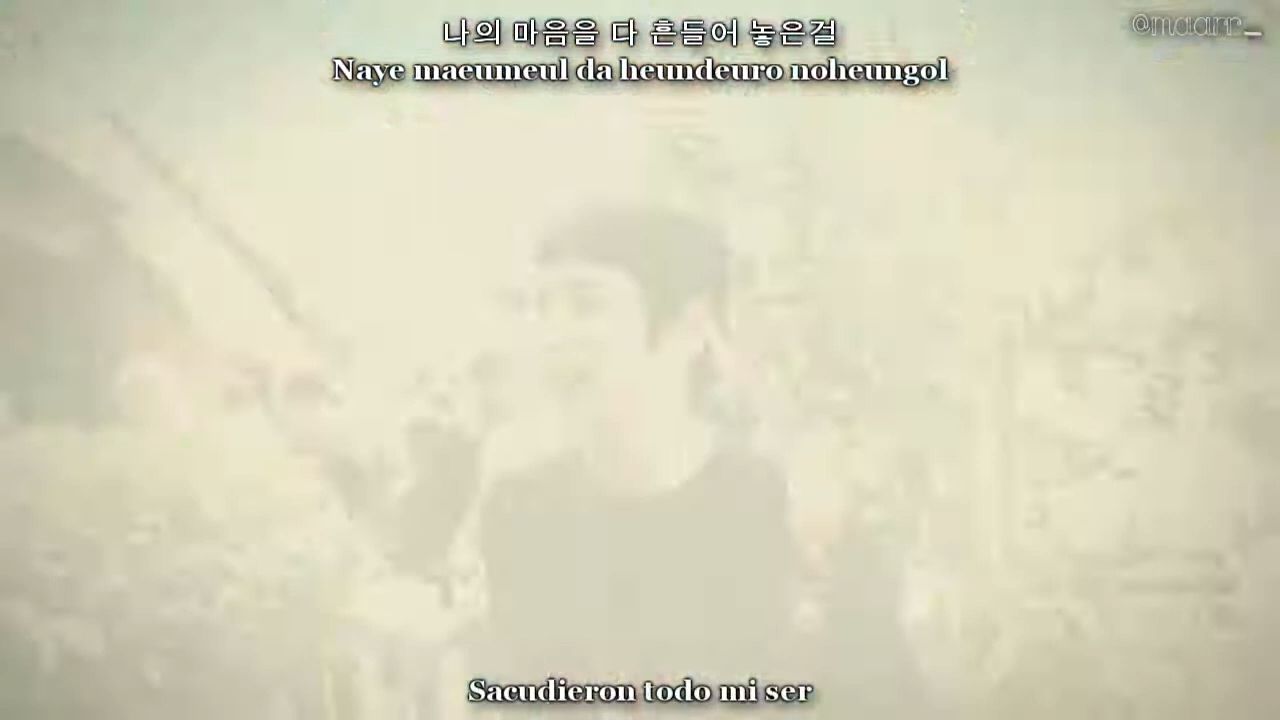 나의 마음을 다 흔들어 놓은걸
@maarr_
Naye maeumeul da heundeuro noheungol
Sacudieron todo mi ser